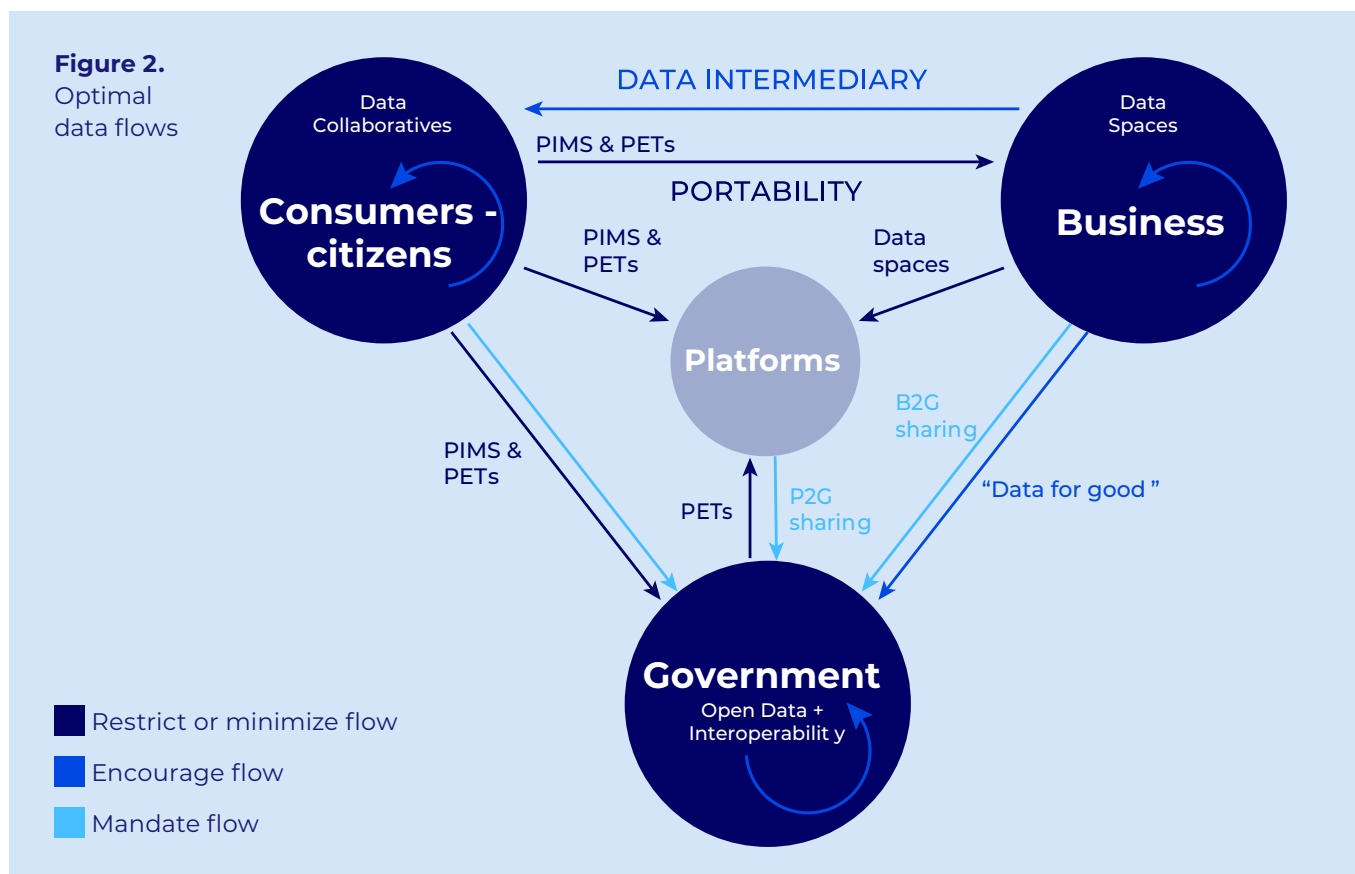 Figure 2.
Optimal
data flows
Data
Collaboratives
Consumers -
citizens
DATA INTERMEDIARY
PIMS & PETs
PORTABILITY
Data
Spaces
Business
PIMS &
PETs
Data
spaces
Platforms
PIMS &
PETs
B2G
sharing
“Data for good ”
PETs
P2G
sharing
Government
Open Data +
Interoperabilit y
Restrict or minimize flow
Encourage flow
Mandate flow